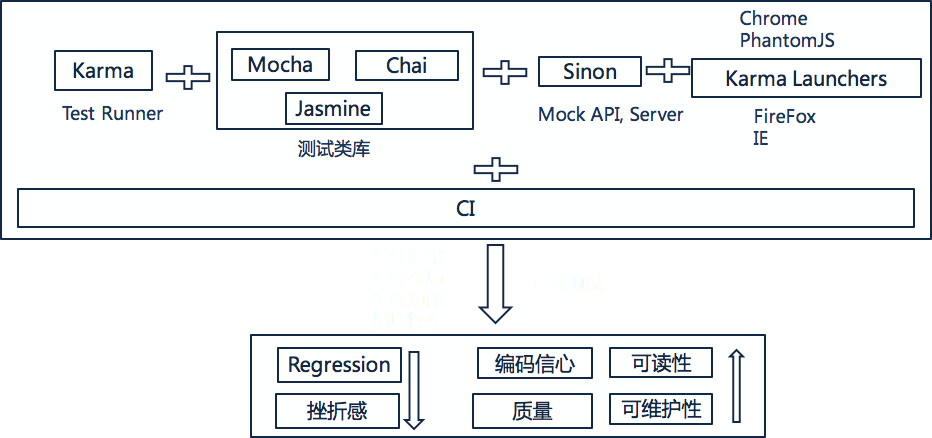 Chrome
PhantomJS
Karma
Mocha
Chai
Sinon
Karma Launchers
Jasmine
Test Runner
Mock API, Server
FireFox
IE
测试类库
CI
Regression
编码信心
可读性
挫折感
质量
可维护性